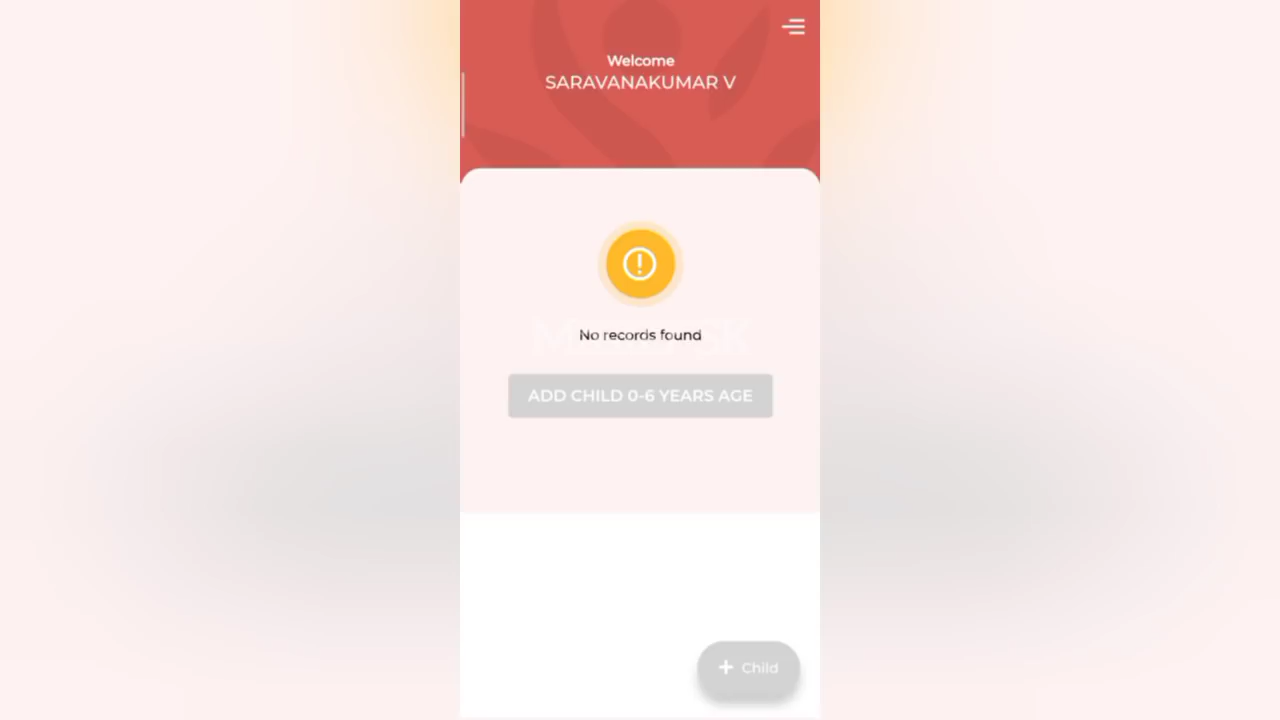 Welcome
SARAVANAKUMAR V
No records found
ADD CHILD 0-6 YEARS AGE
+ Child